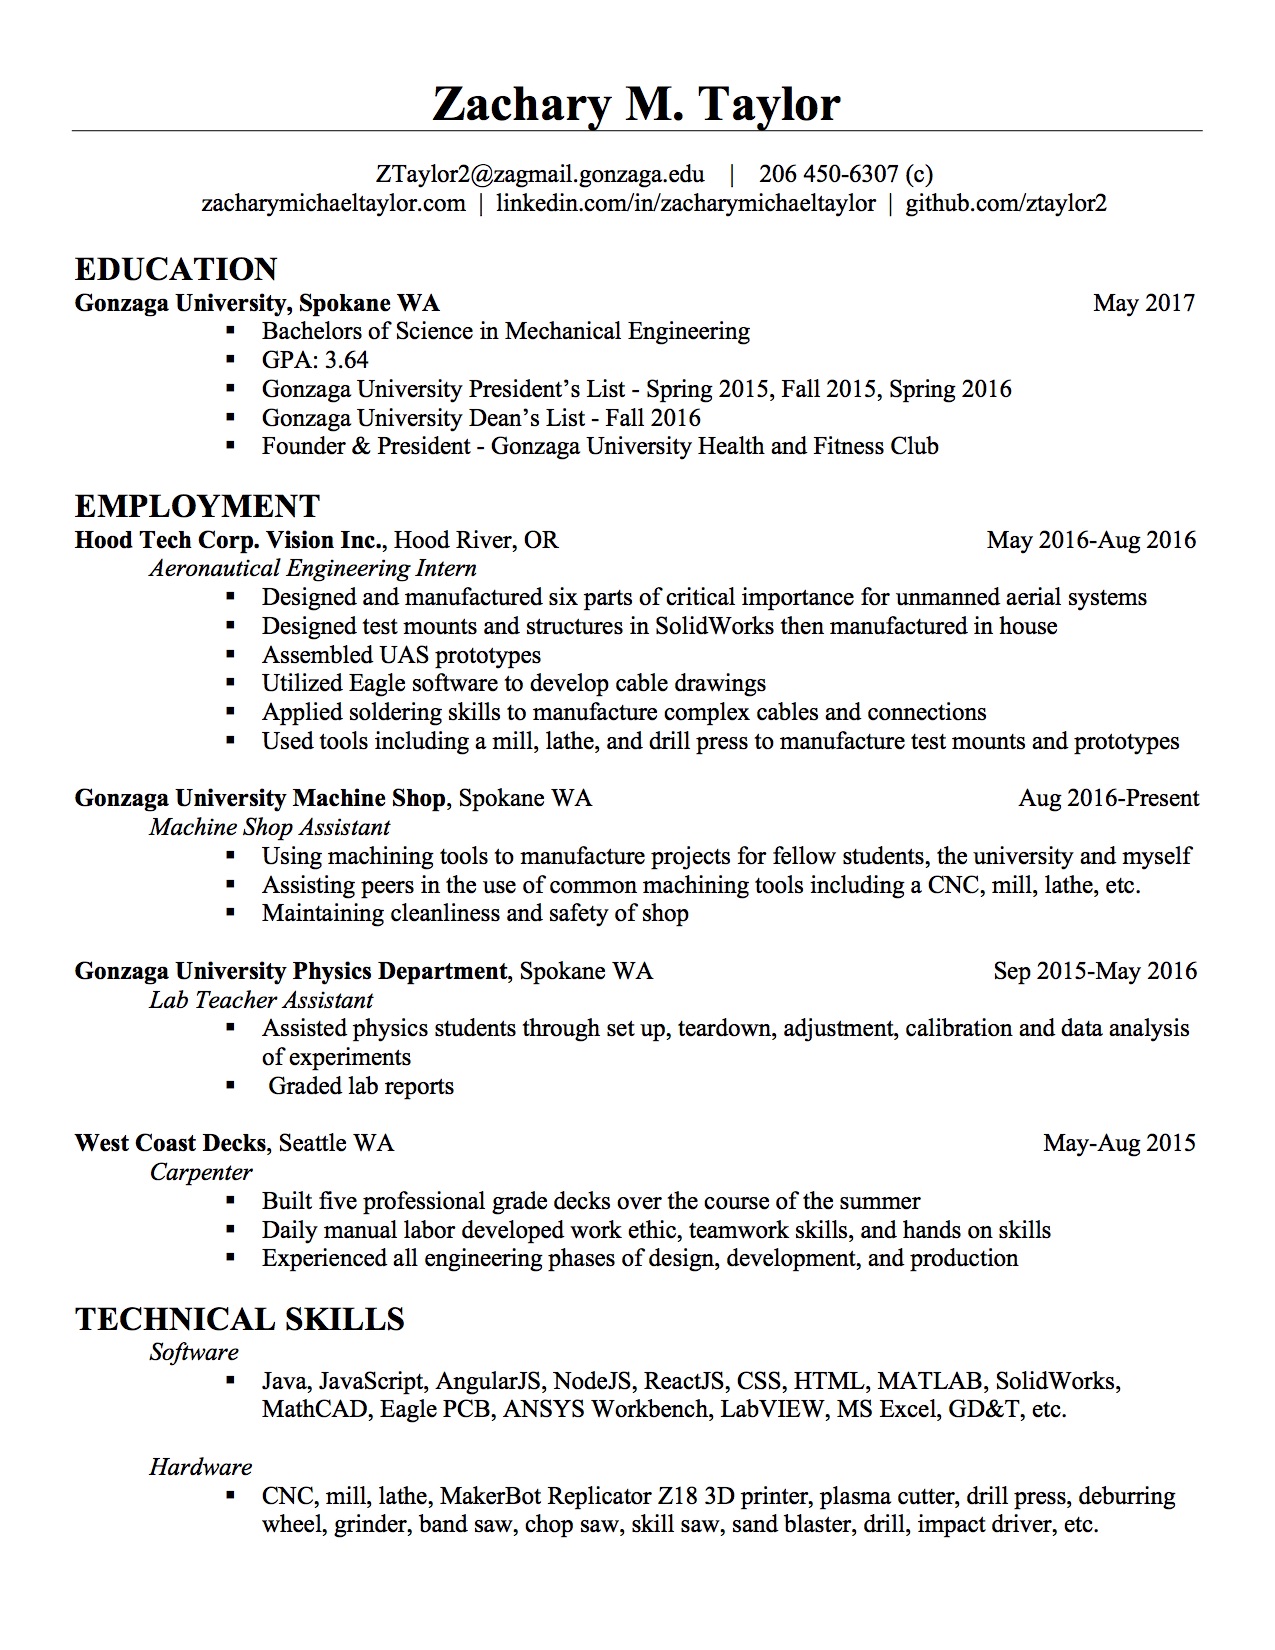 Zachary M. Taylor
ZTaylor2@zagmail.gonzaga.edu | 206 450-6307 (c)
zacharymichaeltaylor.com | linkedin.com/in/zacharymichaeltaylor | github.com/ztaylor2
EDUCATION
Gonzaga University, Spokane WA May 2017
▪ Bachelors of Science in Mechanical Engineering
▪ GPA: 3.64
▪ Gonzaga University President’s List - Spring 2015, Fall 2015, Spring 2016
▪ Gonzaga University Dean’s List - Fall 2016
▪ Founder & President - Gonzaga University Health and Fitness Club
EMPLOYMENT
Hood Tech Corp. Vision Inc., Hood River, OR May 2016-Aug 2016
Aeronautical Engineering Intern
▪ Designed and manufactured six parts of critical importance for unmanned aerial systems
▪ Designed test mounts and structures in SolidWorks then manufactured in house
▪ Assembled UAS prototypes
▪ Utilized Eagle software to develop cable drawings
▪ Applied soldering skills to manufacture complex cables and connections
▪ Used tools including a mill, lathe, and drill press to manufacture test mounts and prototypes
Gonzaga University Machine Shop, Spokane WA Aug 2016-Present
Machine Shop Assistant
▪ Using machining tools to manufacture projects for fellow students, the university and myself
▪ Assisting peers in the use of common machining tools including a CNC, mill, lathe, etc.
▪ Maintaining cleanliness and safety of shop
Gonzaga University Physics Department, Spokane WA Sep 2015-May 2016
Lab Teacher Assistant
▪ Assisted physics students through set up, teardown, adjustment, calibration and data analysis
of experiments
▪ Graded lab reports
West Coast Decks, Seattle WA May-Aug 2015
Carpenter
▪ Built five professional grade decks over the course of the summer
▪ Daily manual labor developed work ethic, teamwork skills, and hands on skills
▪ Experienced all engineering phases of design, development, and production
TECHNICAL SKILLS
Software
▪ Java, JavaScript, AngularJS, NodeJS, ReactJS, CSS, HTML, MATLAB, SolidWorks,
MathCAD, Eagle PCB, ANSYS Workbench, LabVIEW, MS Excel, GD&T, etc.
Hardware
▪ CNC, mill, lathe, MakerBot Replicator Z18 3D printer, plasma cutter, drill press, deburring
wheel, grinder, band saw, chop saw, skill saw, sand blaster, drill, impact driver, etc.